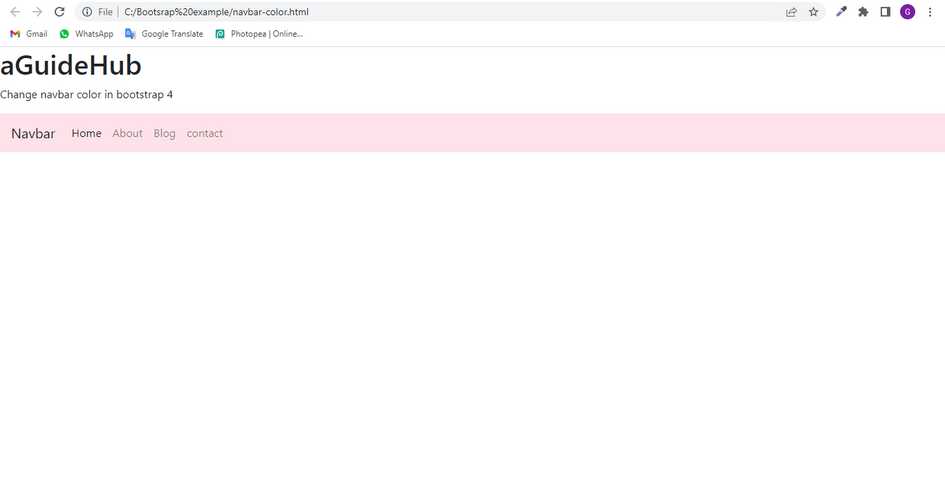 File | C:/Bootsrap%20example/navbar-color.html
G
Gmail WhatsApp Google Translate Photopea | Online...
aGuideHub
Change navbar color in bootstrap 4
Navbar Home About Blog contact